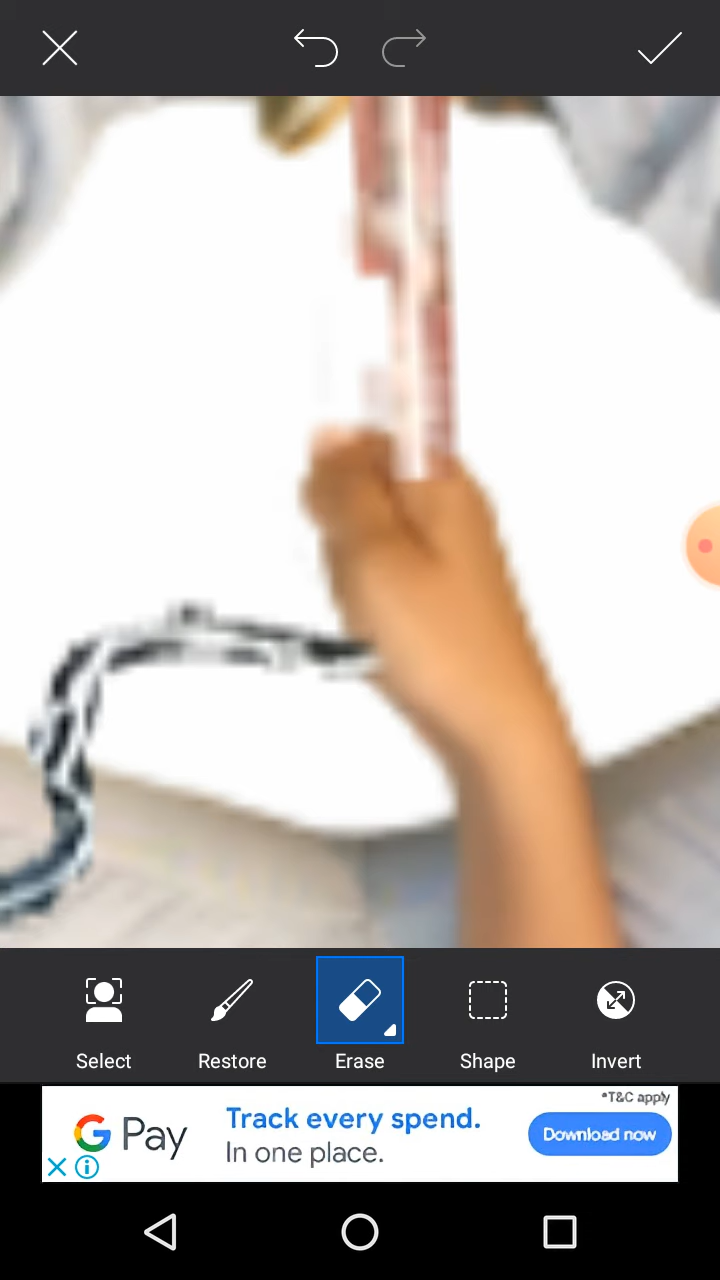 Select
Restore
Erase
Shape
Invert
*T&C apply
G Pay
Track every spend.
In one place.
Download now